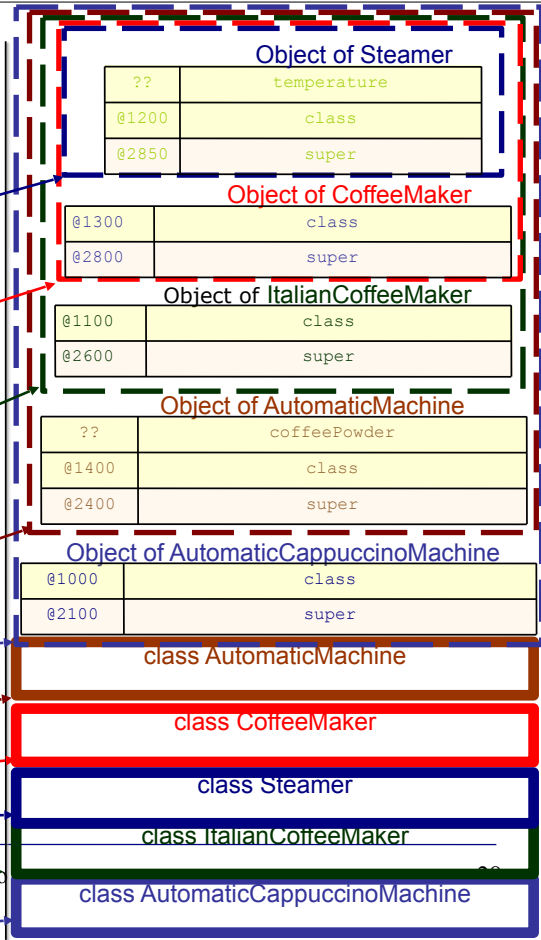 Object of Steamer
?? temperature
@1200 class
@2850 super
Object of CoffeeMaker
@1300 class
@2800 super
Object of ItalianCoffeeMaker
@1100 class
@2600 super
Object of AutomaticMachine
?? coffeePowder
@1400 class
@2400 super
Object of AutomaticCappuccinoMachine
@1000 class
@2100 super
class AutomaticMachine
class CoffeeMaker
class Steamer
class ItalianCoffeeMaker
class AutomaticCappuccinoMachine